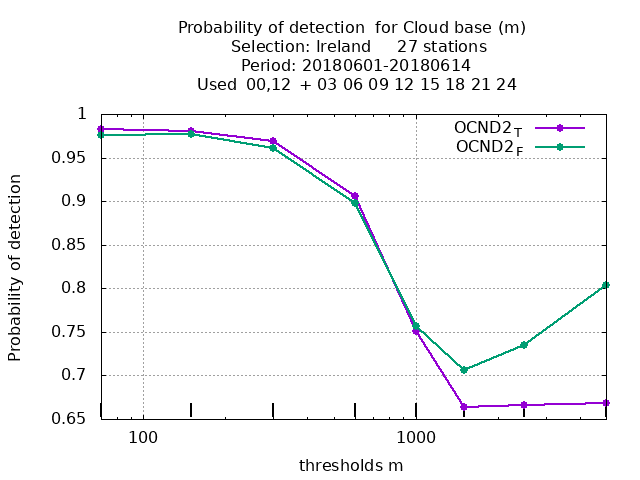 Probability of detection  for Cloud base (m)
Selection: Ireland     27 stations
Period: 20180601-20180614
Used  00,12  + 03 06 09 12 15 18 21 24
OCND2T
OCND2F
1
0.95
0.9
0.85
0.8
0.75
0.7
0.65
Probability of detection
100
1000
thresholds m